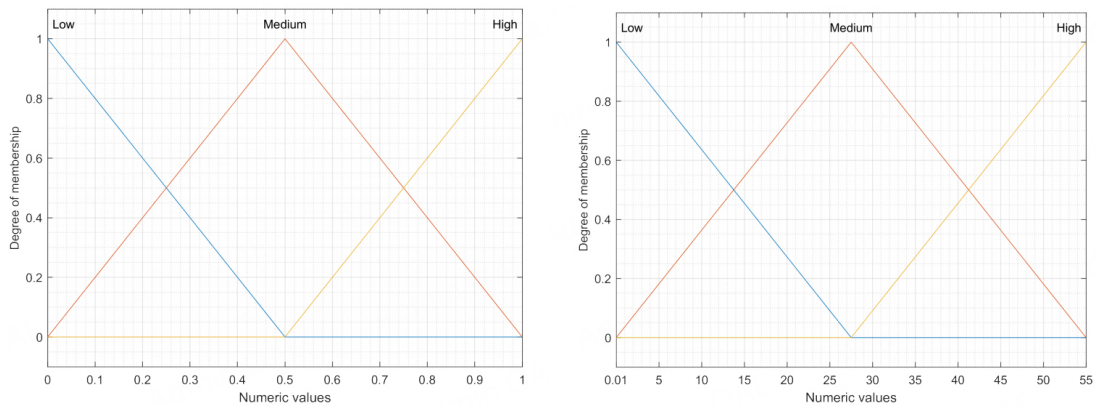 Low Medium High
1
0.8
0.6
0.4
0.2
0
Degree of membership
0 0.1 0.2 0.3 0.4 0.5 0.6 0.7 0.8 0.9 1
Numeric values
Low Medium High
1
0.8
0.6
0.4
0.2
0
Degree of membership
0.01 5 10 15 20 25 30 35 40 45 50 55
Numeric values